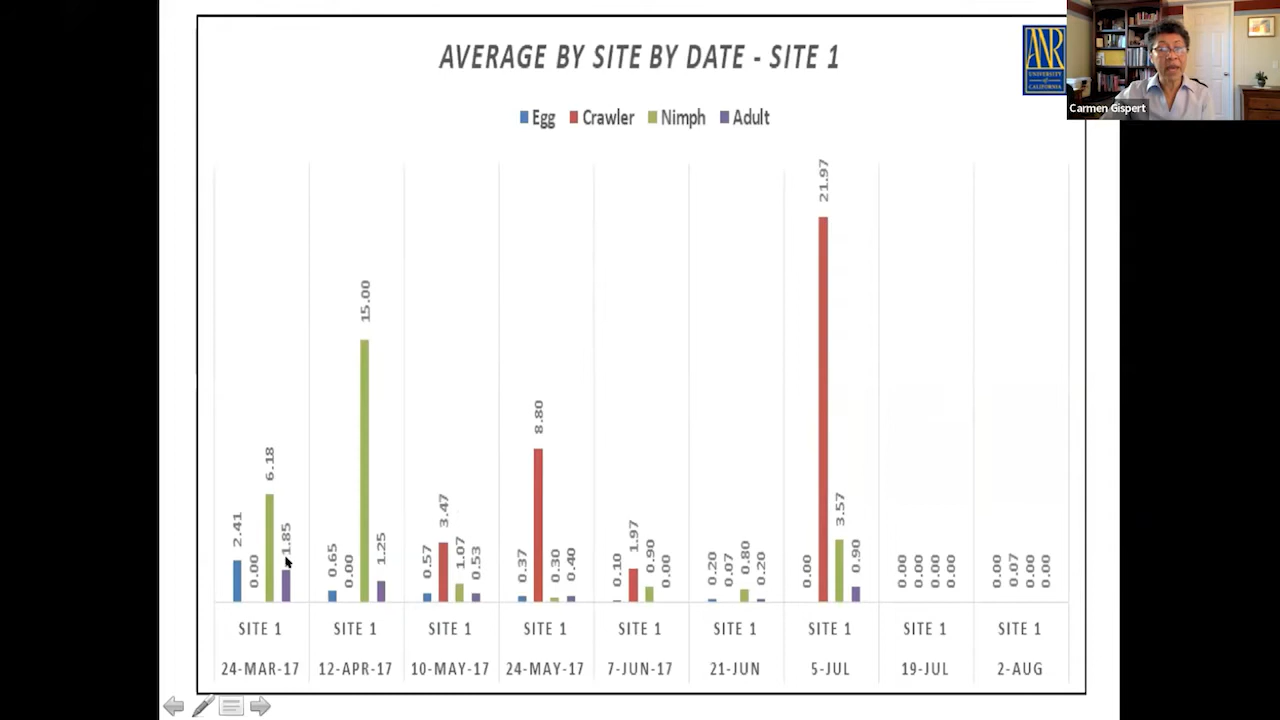 AVERAGE BY SITE BY DATE - SITE 1
ANR
UNIVERSITY
of
CALIFORNIA
Carmen Gispert
Egg Crawler Nimph Adult
2.41 0.00 6.18 1.85
0.65 0.00 15.00 1.25
0.57 3.47 1.07 0.53
0.37 8.80 0.30 0.40
0.10 1.97 0.90 0.00
0.20 0.07 0.80 0.20
0.00 21.97 3.57 0.90
0.00 0.00 0.00 0.00
0.00 0.07 0.00 0.00
SITE 1 SITE 1 SITE 1 SITE 1 SITE 1 SITE 1 SITE 1 SITE 1 SITE 1
24-MAR-17 12-APR-17 10-MAY-17 24-MAY-17 7-JUN-17 21-JUN 5-JUL 19-JUL 2-AUG